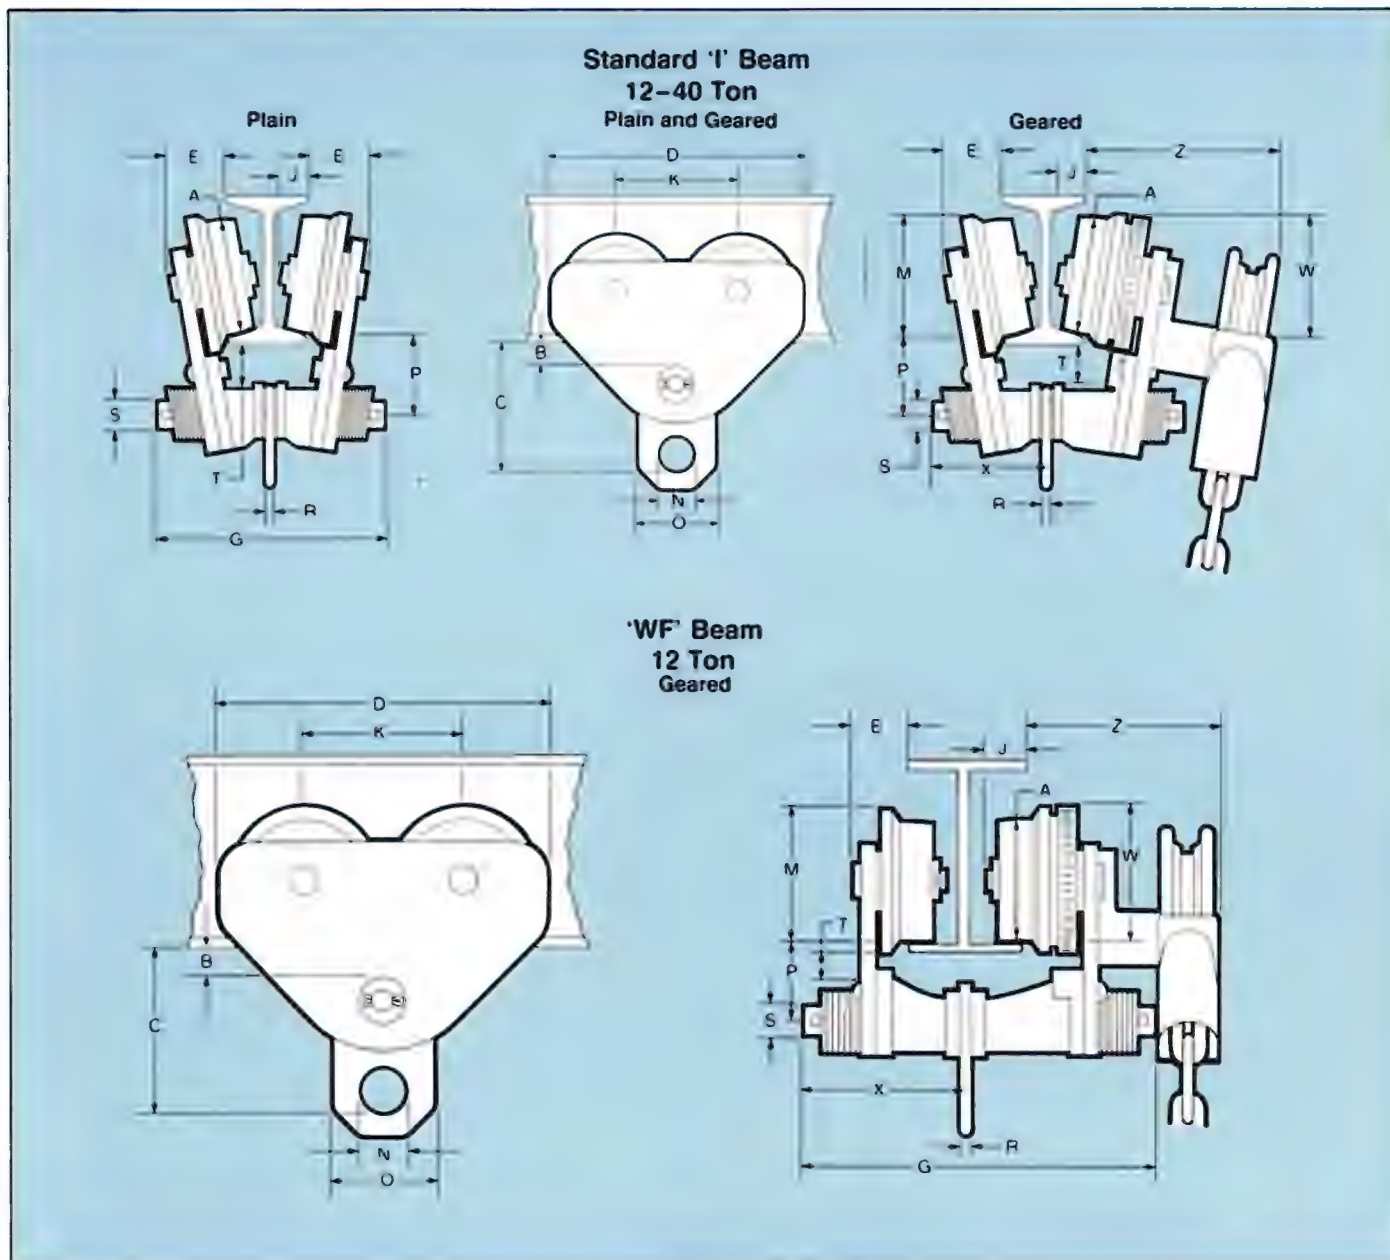 Standard 'I' Beam
12–40 Ton
Plain and Geared
Plain
E
E
J
A
P
S
T
R
G
D
K
B
C
N
O
Geared
E
J
Z
A
M
W
P
T
S
X
R
'WF' Beam
12 Ton
Geared
D
K
B
C
N
O
E
J
Z
A
M
W
T
P
S
X
R
G